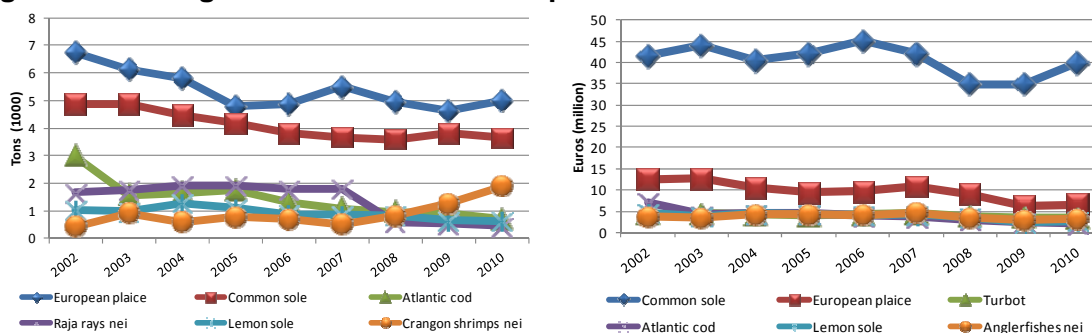 8
7
6
5
4
3
2
1
0
Tons (1000)
2002 2003 2004 2005 2006 2007 2008 2009 2010
European plaice Common sole Atlantic cod
Raja rays nei Lemon sole Crangon shrimps nei
50
45
40
35
30
25
20
15
10
5
0
Euros (million)
2002 2003 2004 2005 2006 2007 2008 2009 2010
Common sole European plaice Turbot
Atlantic cod Lemon sole Anglerfishes nei